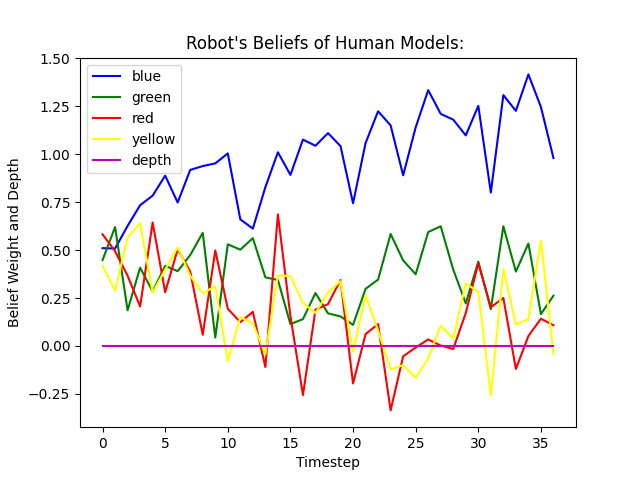 Robot's Beliefs of Human Models:
blue
green
red
yellow
depth
1.50
1.25
1.00
0.75
0.50
0.25
0.00
−0.25
Belief Weight and Depth
0 5 10 15 20 25 30 35
Timestep